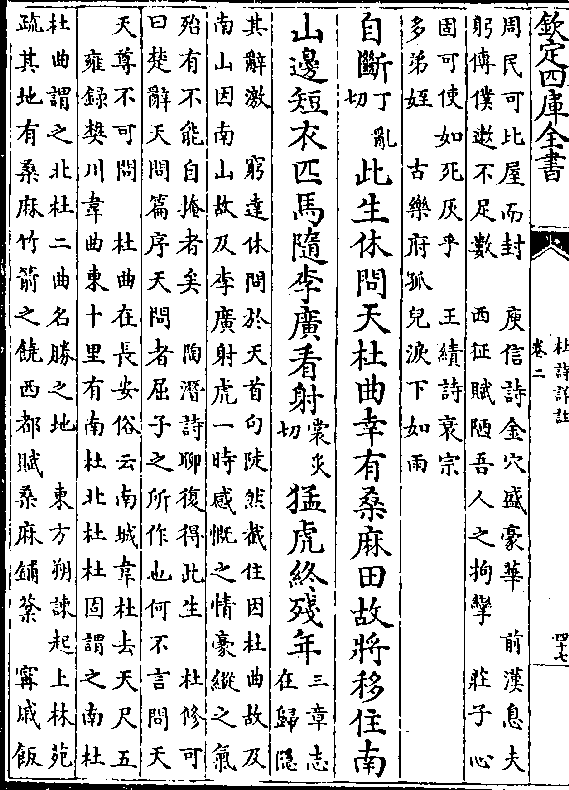 欽定四庫全書
杜詩詳註
卷二
四十七
周民可比屋而封　庾信詩金穴盛豪華　前漢息夫
躬傳僕遬不足數　西征賦陋吾人之拘攣　莊子心
固可使如死灰乎　王績詩衰宗
多弟姪　古樂府孤兒淚下如雨
自斷丁亂切此生休問天杜曲幸有桑麻田故將移住南
山邊短衣匹馬隨李廣看射裳炙切猛虎終殘年三章志在歸隱
其辭激　窮達休問於天首句陡然截住因杜曲故及
南山因南山故及李廣射虎一時感慨之情豪縱之氣
殆有不能自掩者矣　陶潛詩聊復得此生　杜修可
曰楚辭天問篇序天問者屈子之所作也何不言問天
天尊不可問　杜曲在長安俗云南城韋杜去天尺五
雍録樊川韋曲東十里有南杜北杜杜固謂之南杜
杜曲謂之北杜二曲名勝之地　東方朔諫起上林苑
疏其地有桑麻竹箭之饒西都賦桑麻鋪棻　甯戚飯